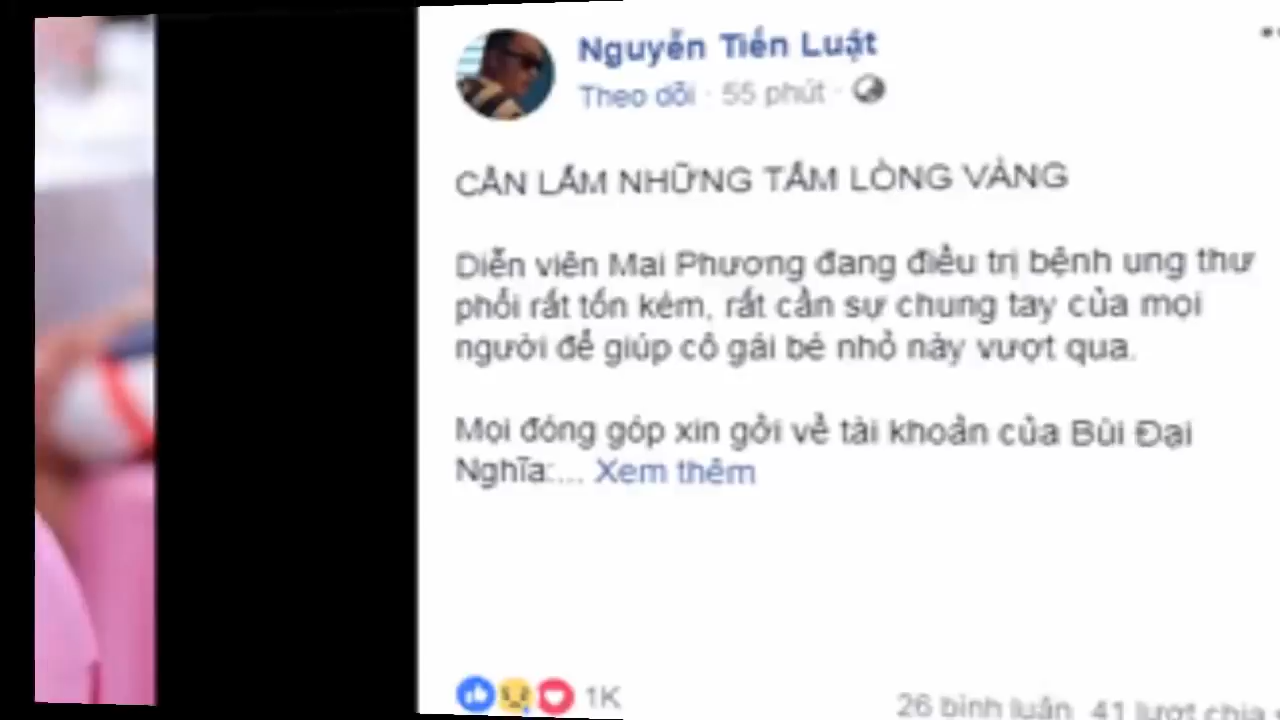 Nguyễn Tiến Luật
Theo dõi · 55 phút ·
CẦN LẮM NHỮNG TẤM LÒNG VÀNG
Diễn viên Mai Phương đang điều trị bệnh ung thư
phổi rất tốn kém, rất cần sự chung tay của mọi
người để giúp cô gái bé nhỏ này vượt qua.
Mọi đóng góp xin gởi về tài khoản của Bùi Đại
Nghĩa:... Xem thêm
1K
26 bình luận 41 lượt chia